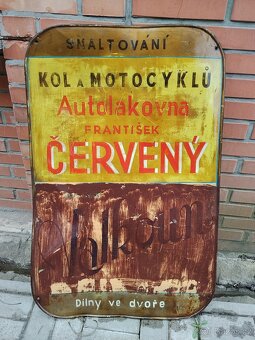 SMALTOVÁNÍ
KOL A MOTOCYKLŮ
Autolakovna
FRANTIŠEK
ČERVENÝ
Dílny ve dvoře